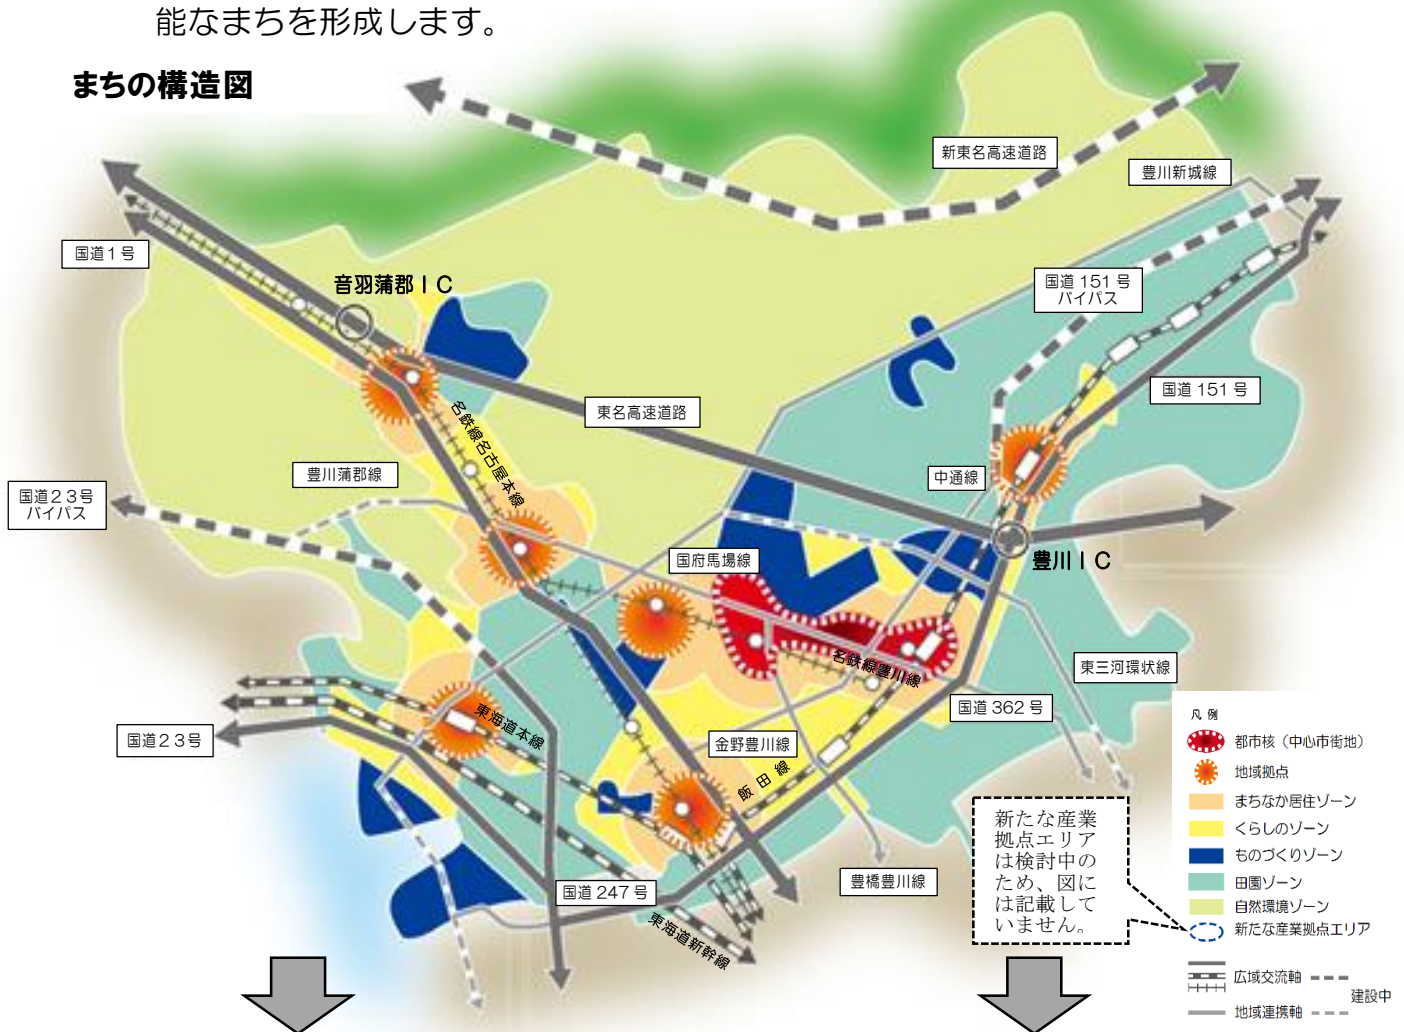 能なまちを形成します。
まちの構造図
新東名高速道路
豊川新城線
国道1号
音羽蒲郡IC
国道 151 号
バイパス
国道 151 号
東名高速道路
名鉄線名古屋本線
豊川蒲郡線
中通線
国道23号
バイパス
国府馬場線
豊川IC
名鉄線豊川線
東三河環状線
国道 362 号
東海道本線
国道23号
金野豊川線
飯田線
豊橋豊川線
国道 247 号
東海道新幹線
新たな産業
拠点エリア
は検討中の
ため、図に
は記載して
いません。
凡 例
都市核(中心市街地)
地域拠点
まちなか居住ゾーン
くらしのゾーン
ものづくりゾーン
田園ゾーン
自然環境ゾーン
新たな産業拠点エリア
広域交流軸
建設中
地域連携軸